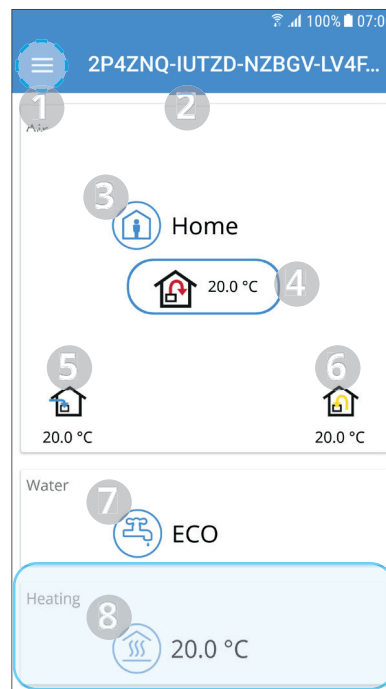 100% 07:0
2P4ZNQ-IUTZD-NZBGV-LV4F...
1 2
Air
3
Home
20.0 °C 4
5 6
20.0 °C 20.0 °C
Water
7
ECO
Heating
8
20.0 °C